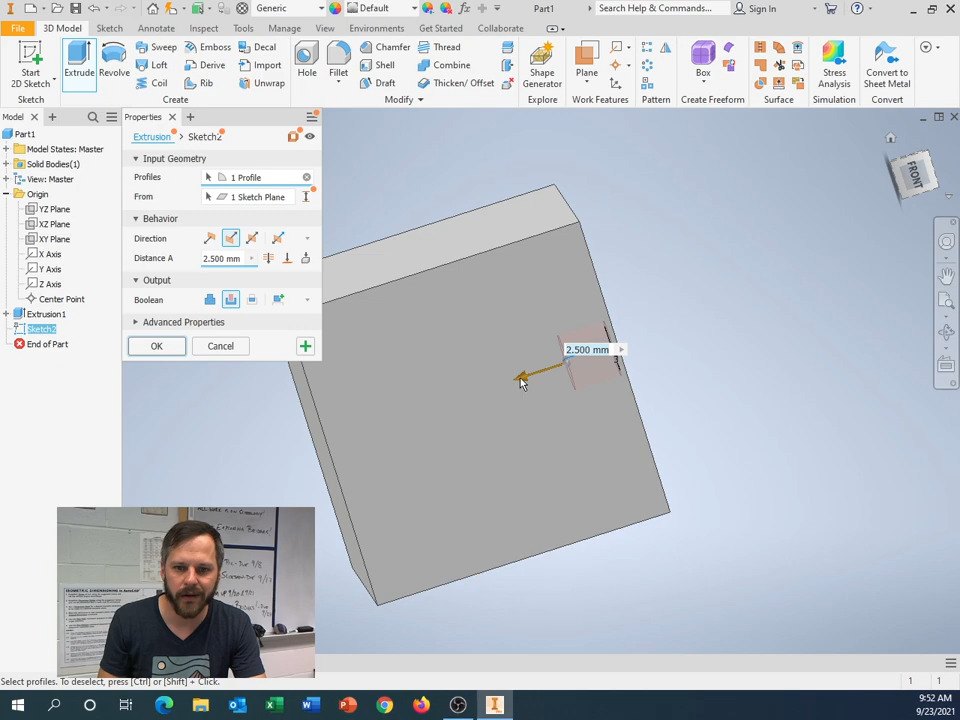 Generic
Default
Part1
Search Help & Commands...
Sign In
File
3D Model
Sketch
Annotate
Inspect
Tools
Manage
View
Environments
Get Started
Collaborate
Start
2D Sketch
Extrude
Revolve
Sweep
Emboss
Decal
Loft
Derive
Import
Coil
Rib
Unwrap
Hole
Fillet
Chamfer
Thread
Shell
Combine
Draft
Thicken/ Offset
Shape
Generator
Plane
Box
Stress
Analysis
Convert to
Sheet Metal
Sketch
Create
Modify
Explore
Work Features
Pattern
Create Freeform
Surface
Simulation
Convert
Model
Part1
Model States: Master
Solid Bodies(1)
View: Master
Origin
YZ Plane
XZ Plane
XY Plane
X Axis
Y Axis
Z Axis
Center Point
Extrusion1
Sketch2
End of Part
Properties
Extrusion > Sketch2
Input Geometry
Profiles
1 Profile
From
1 Sketch Plane
Behavior
Direction
Distance A
2.500 mm
Output
Boolean
Advanced Properties
OK
Cancel
2.500 mm
FRONT
Select profiles. To deselect, press [Ctrl] or [Shift] + Click.
1
1
9:52 AM
9/23/2021